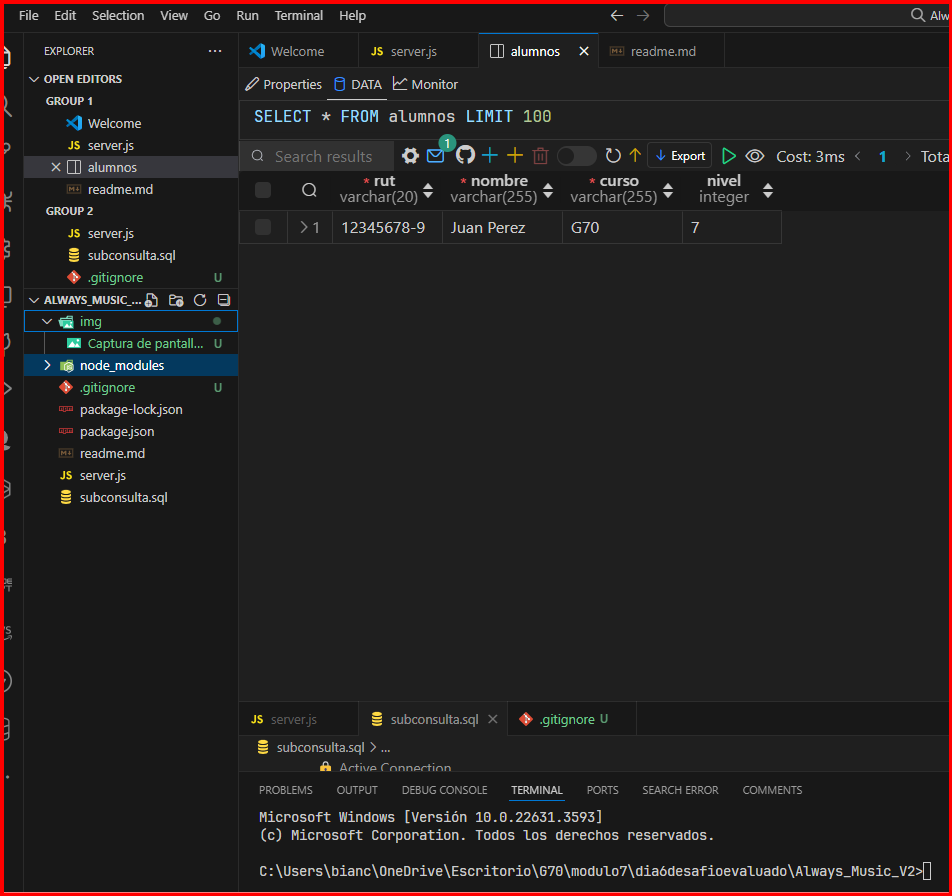 File Edit Selection View Go Run Terminal Help
Alw
EXPLORER
OPEN EDITORS
GROUP 1
Welcome
JS server.js
alumnos
readme.md
GROUP 2
JS server.js
subconsulta.sql
.gitignore U
ALWAYS_MUSIC_...
img
Captura de pantall... U
node_modules
.gitignore U
package-lock.json
package.json
readme.md
JS server.js
subconsulta.sql
Welcome JS server.js alumnos readme.md
Properties DATA Monitor
SELECT * FROM alumnos LIMIT 100
Search results 1 Export Cost: 3ms 1 Tota
* rut * nombre * curso nivel
varchar(20) varchar(255) varchar(255) integer
1 12345678-9 Juan Perez G70 7
JS server.js subconsulta.sql .gitignore U
subconsulta.sql > ...
Active Connection
PROBLEMS OUTPUT DEBUG CONSOLE TERMINAL PORTS SEARCH ERROR COMMENTS
Microsoft Windows [Versión 10.0.22631.3593]
(c) Microsoft Corporation. Todos los derechos reservados.
C:\Users\bianc\OneDrive\Escritorio\G70\modulo7\dia6desafioevaluado\Always_Music_V2>